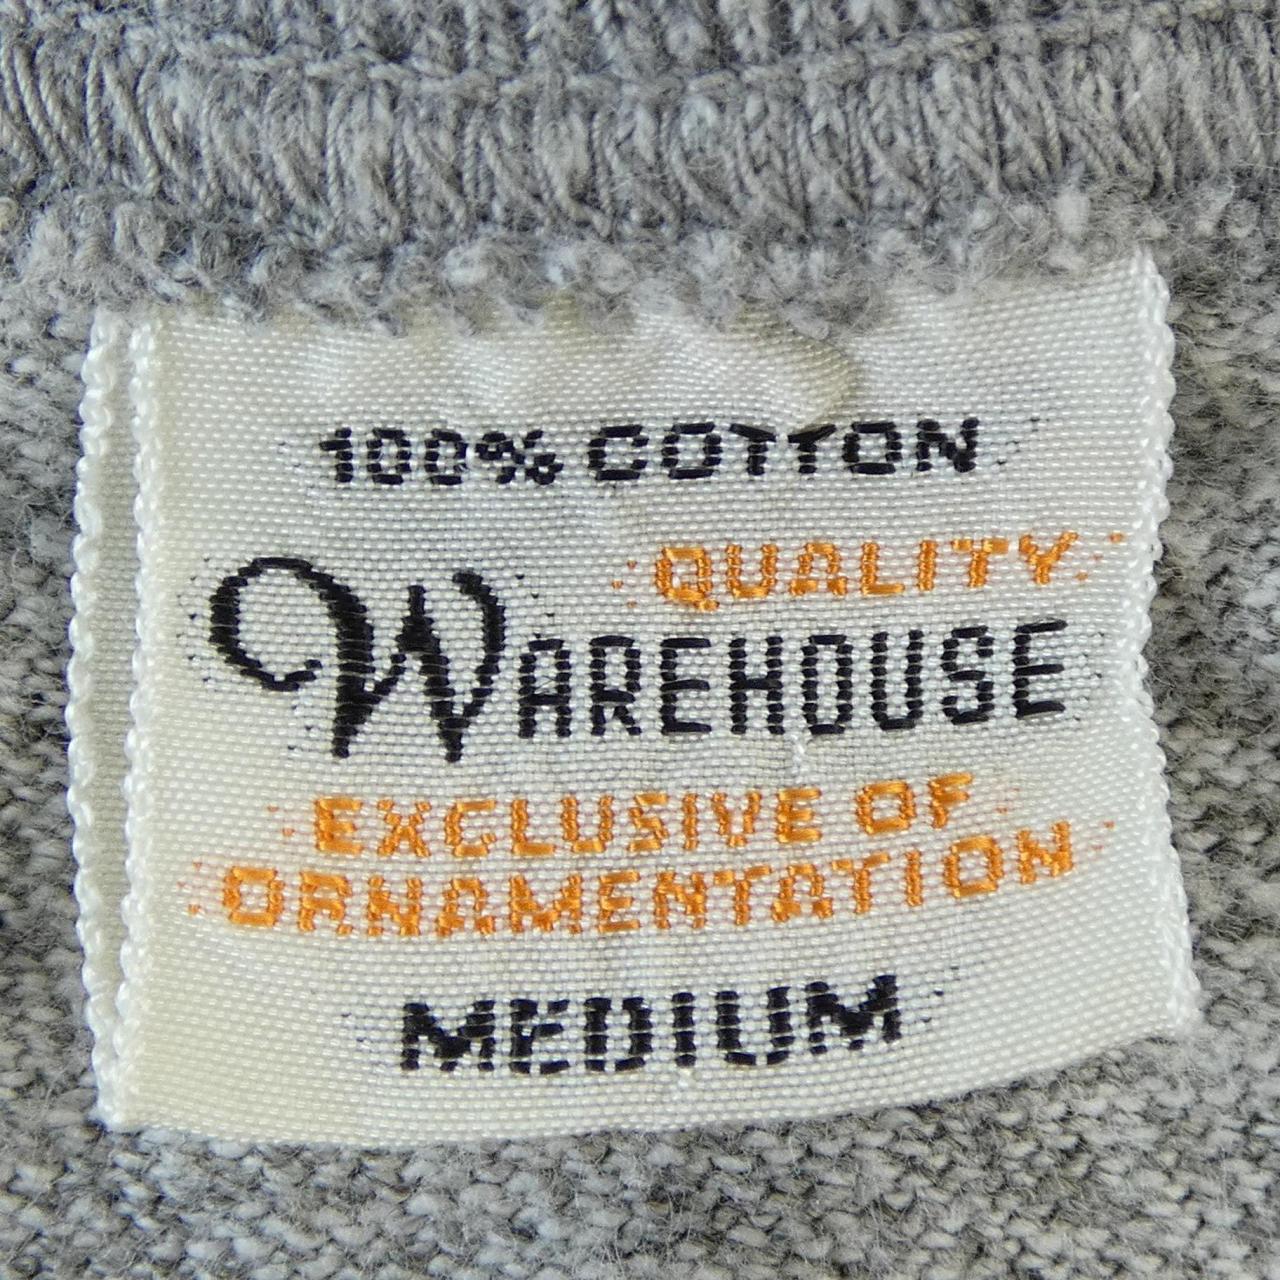 100% COTTON
QUALITY
WAREHOUSE
EXCLUSIVE OF
ORNAMENTATION
MEDIUM